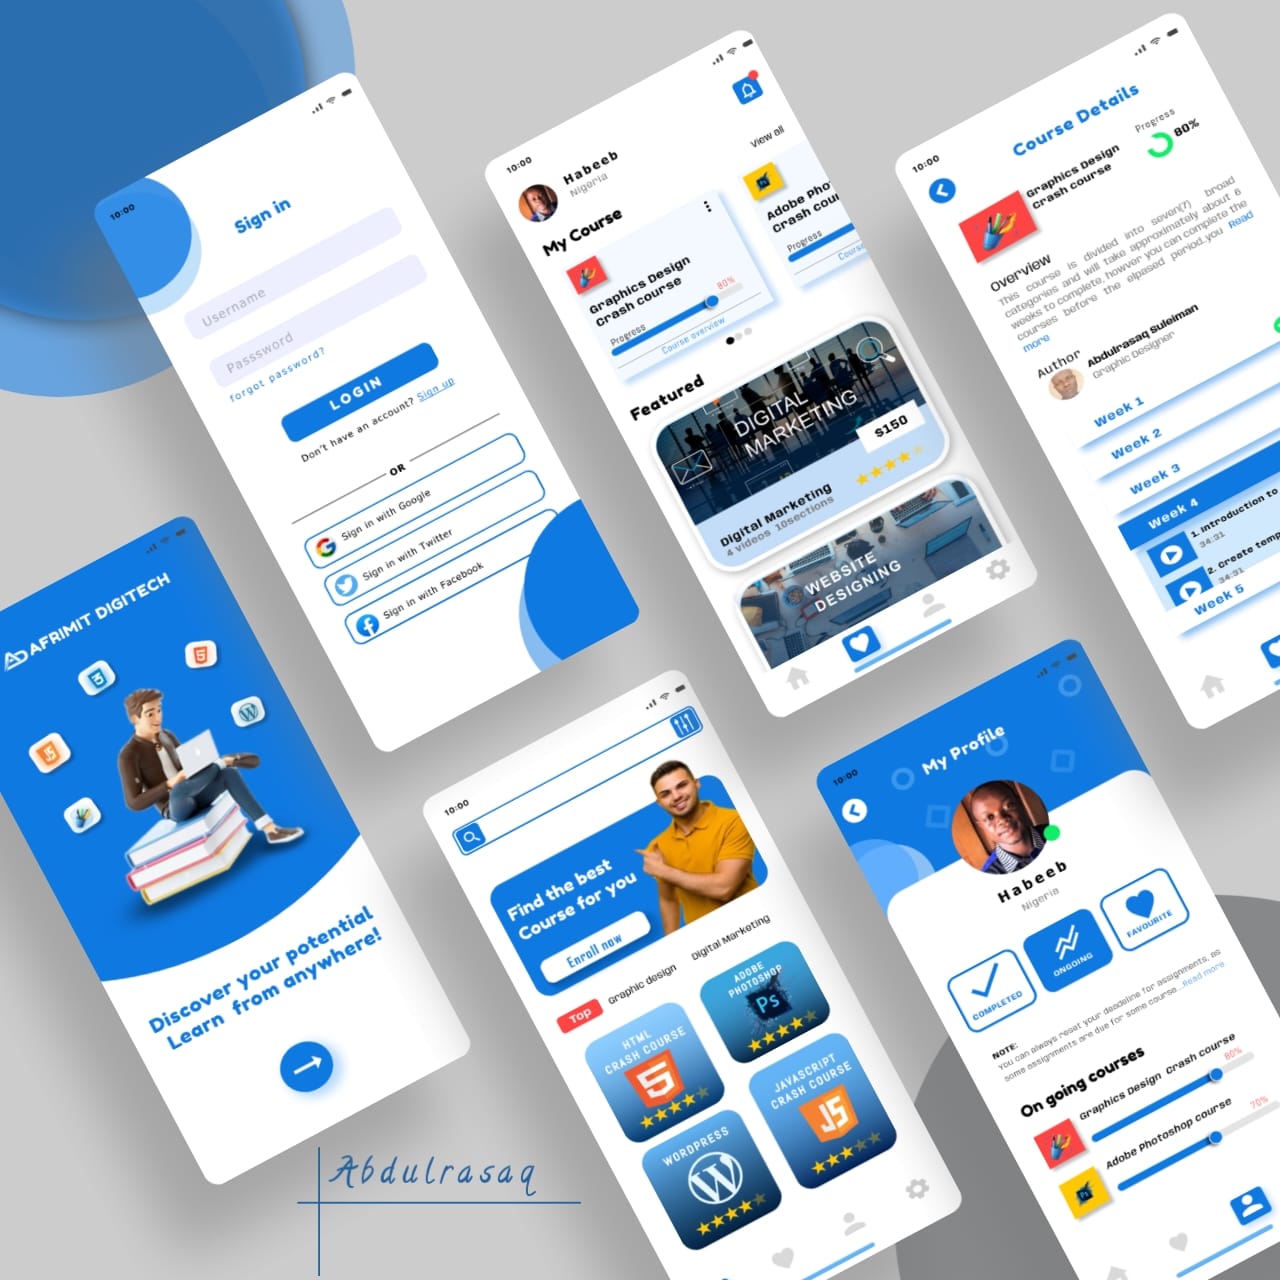 AFRIMIT DIGITECH
Discover your potential
Learn from anywhere!
10:00
Sign in
Username
Passsword
forgot password?
LOGIN
Don't have an account? Sign up
OR
Sign in with Google
Sign in with Twitter
Sign in with Facebook
10:00
Habeeb
Nigeria
My Course
View all
Graphics Design
Crash course
Progress
80%
Course overview
Adobe Pho
crash cou
Progress
Course
Featured
DIGITAL
MARKETING
$150
Digital Marketing
4 videos 10sections
WEBSITE
DESIGNING
10:00
Course Details
Graphics Design
crash course
Progress
80%
Overview
This course is divided into seven(7) broad
categories and will take approximately about 6
weeks to complete, howver you can complete the
courses before the elpased period..you Read
more
Author
Abdulrasaq Suleiman
Graphic Designer
Week 1
Week 2
Week 3
Week 4
1. Introduction to
34:31
2. Create temp
34:31
Week 5
10:00
Find the best
Course for you
Enroll now
Top
Graphic design
Digital Marketing
HTML
CRASH COURSE
5
ADOBE
PHOTOSHOP
Ps
WORDPRESS
W
JAVASCRIPT
CRASH COURSE
JS
10:00
My Profile
Habeeb
Nigeria
COMPLETED
ONGOING
FAVOURITE
NOTE:
You can always reset your deadeline for assignments, as
some assignments are due for some course...Read more
On going courses
Graphics Design Crash course
80%
Adobe Photoshop course
70%
Abdulrasaq